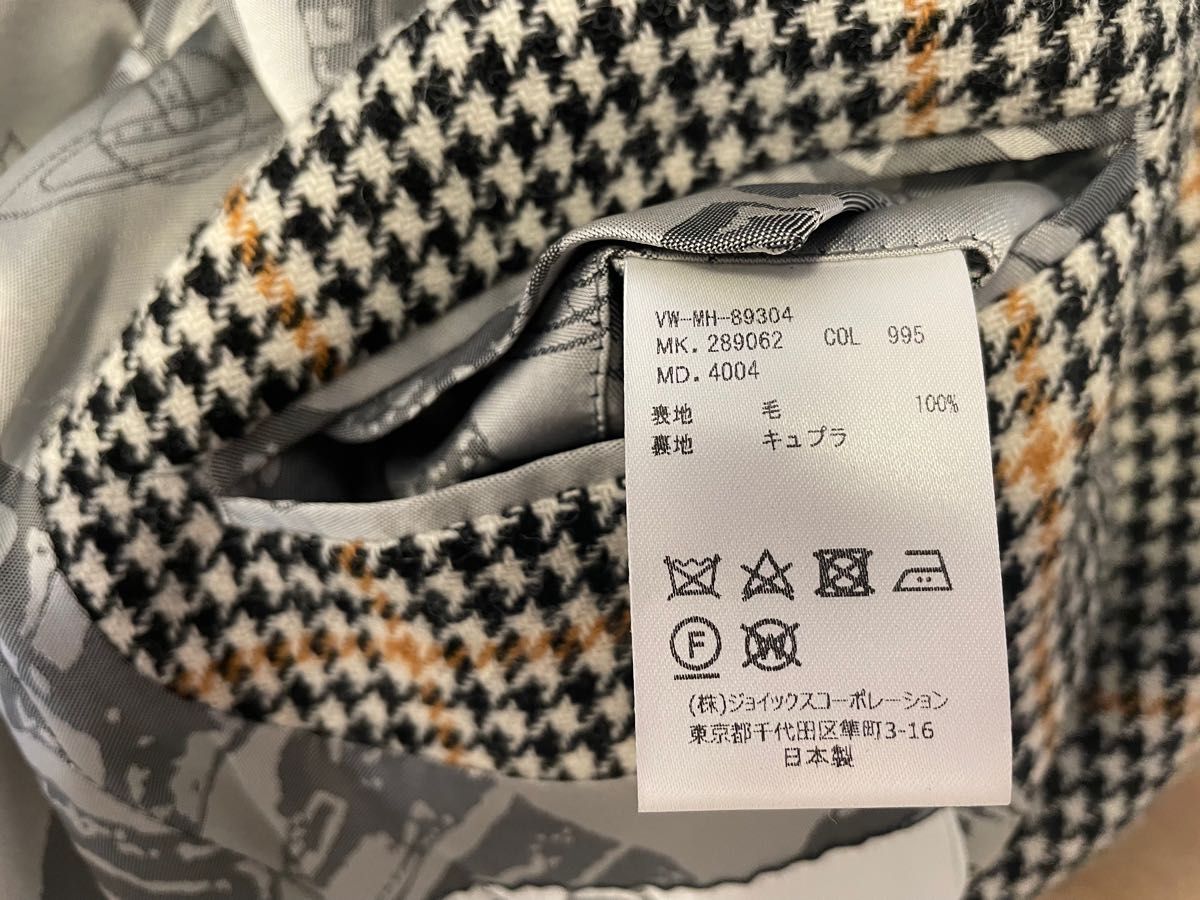 VW-MH-89304
MK. 289062 COL 995
MD. 4004
表地 毛 100%
裏地 キュプラ
F
W
(株)ジョイックスコーポレーション
東京都千代田区隼町3-16
日本製